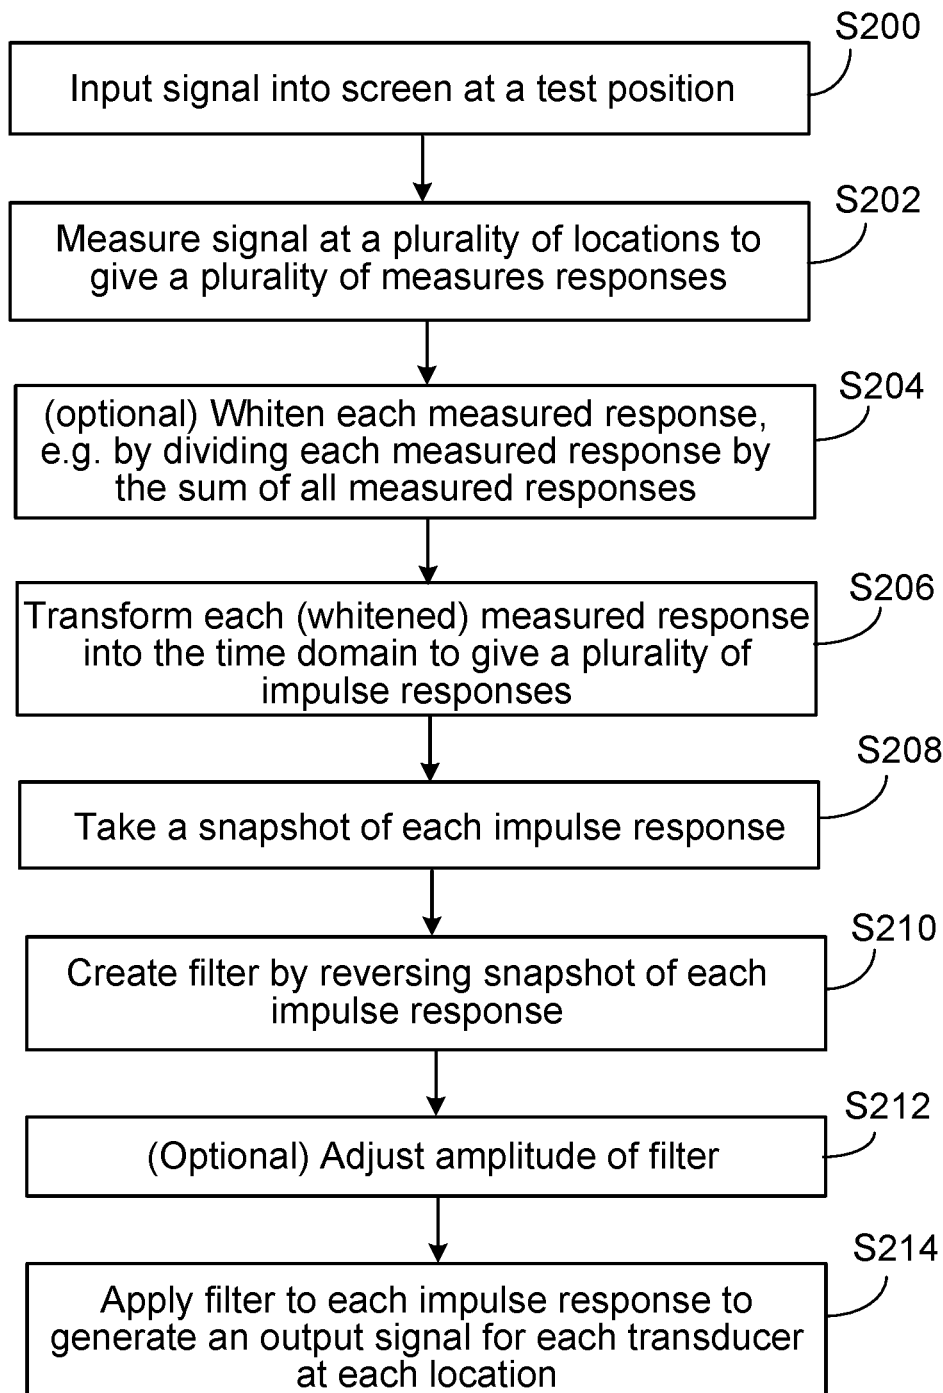 S200
Input signal into screen at a test position
S202
Measure signal at a plurality of locations to
give a plurality of measures responses
S204
(optional) Whiten each measured response,
e.g. by dividing each measured response by
the sum of all measured responses
S206
Transform each (whitened) measured response
into the time domain to give a plurality of
impulse responses
S208
Take a snapshot of each impulse response
S210
Create filter by reversing snapshot of each
impulse response
S212
(Optional) Adjust amplitude of filter
S214
Apply filter to each impulse response to
generate an output signal for each transducer
at each location